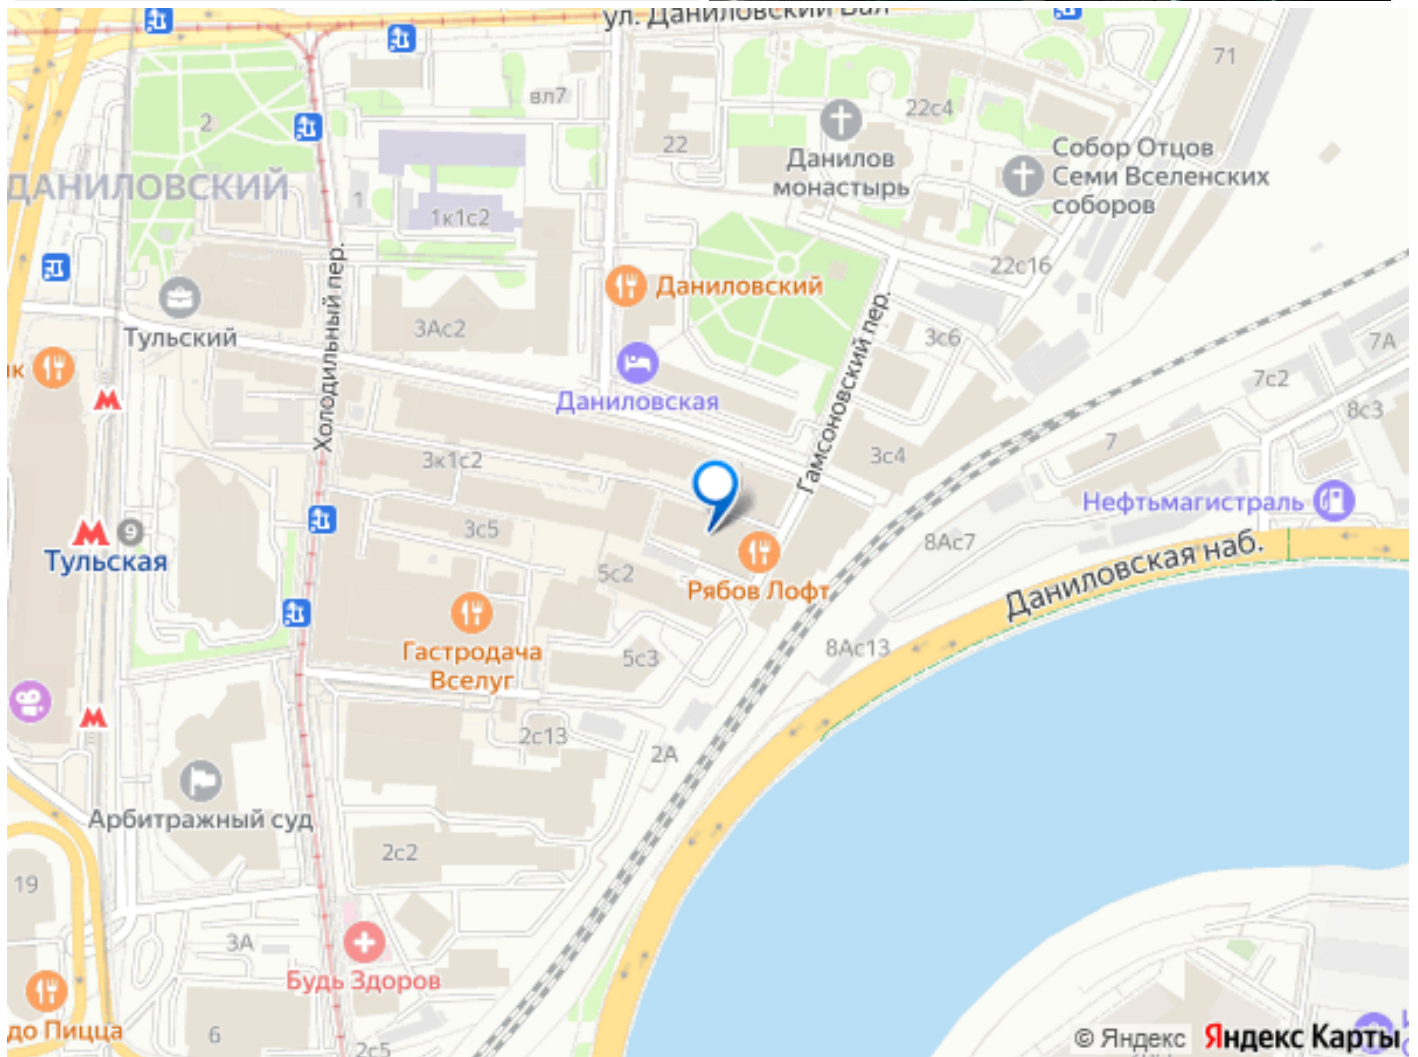 ул. Даниловский Вал
71
вл7
22с4
2
22
Данилов
монастырь
Собор Отцов
Семи Вселенских
соборов
ДАНИЛОВСКИЙ
1
1к1с2
Холодильный пер.
22с16
Даниловский
Гамсоновский пер.
Тульский
3Ас2
3с6
7А
ик
7с2
Даниловская
8с3
7
3к1с2
3с4
Нефтьмагистраль
9
Тульская
3с5
8Ас7
Даниловская наб.
5с2
Рябов Лофт
Гастродача
Вселуг
5с3
8Ас13
2с13
2А
Арбитражный суд
2с2
19
3А
Будь Здоров
до Пицца
6
2с5
© Яндекс Яндекс Карты